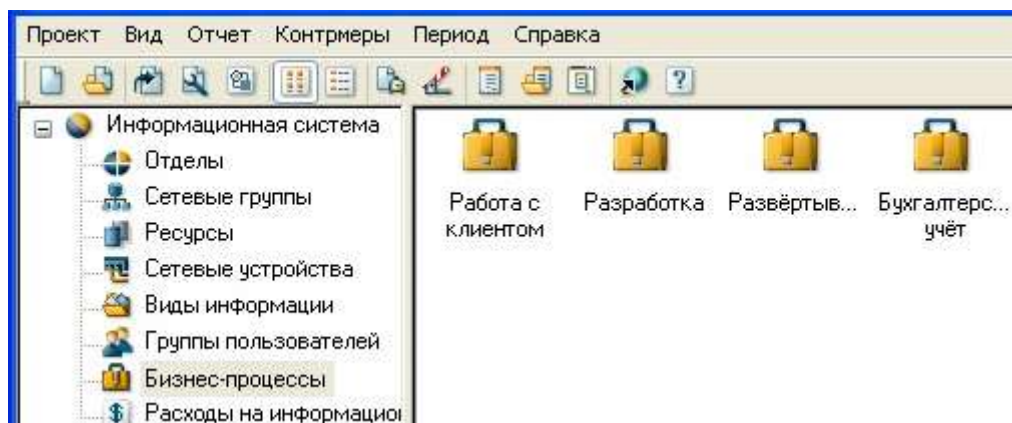 Проект Вид Отчет Контрмеры Период Справка
Информационная система
Отделы
Сетевые группы
Ресурсы
Сетевые устройства
Виды информации
Группы пользователей
Бизнес-процессы
Расходы на информацио
Работа с
клиентом
Разработка
Развёртыв...
Бухгалтерс...
учёт